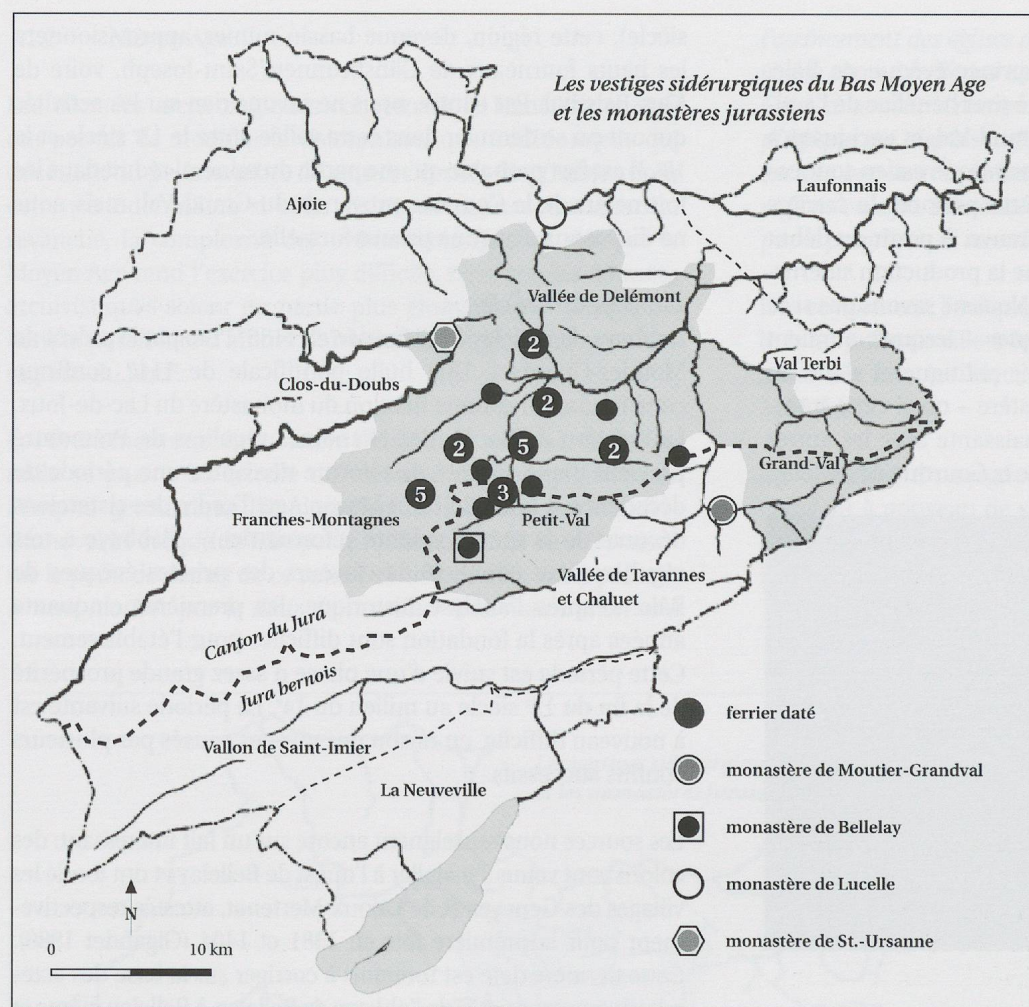 Les vestiges sidérurgiques du Bas Moyen Age
et les monastères jurassiens
Laufonnais
Ajoie
Vallée de Delémont
2
Val Terbi
Clos-du-Doubs
2
2
5
2
Grand-Val
5
3
Franches-Montagnes
Petit-Val
Vallée de Tavannes
et Chaluet
Canton du Jura
Jura bernois
ferrier daté
Vallon de Saint-Imier
monastère de Moutier-Grandval
La Neuveville
monastère de Bellelay
monastère de Lucelle
N
monastère de St.-Ursanne
0 10 km